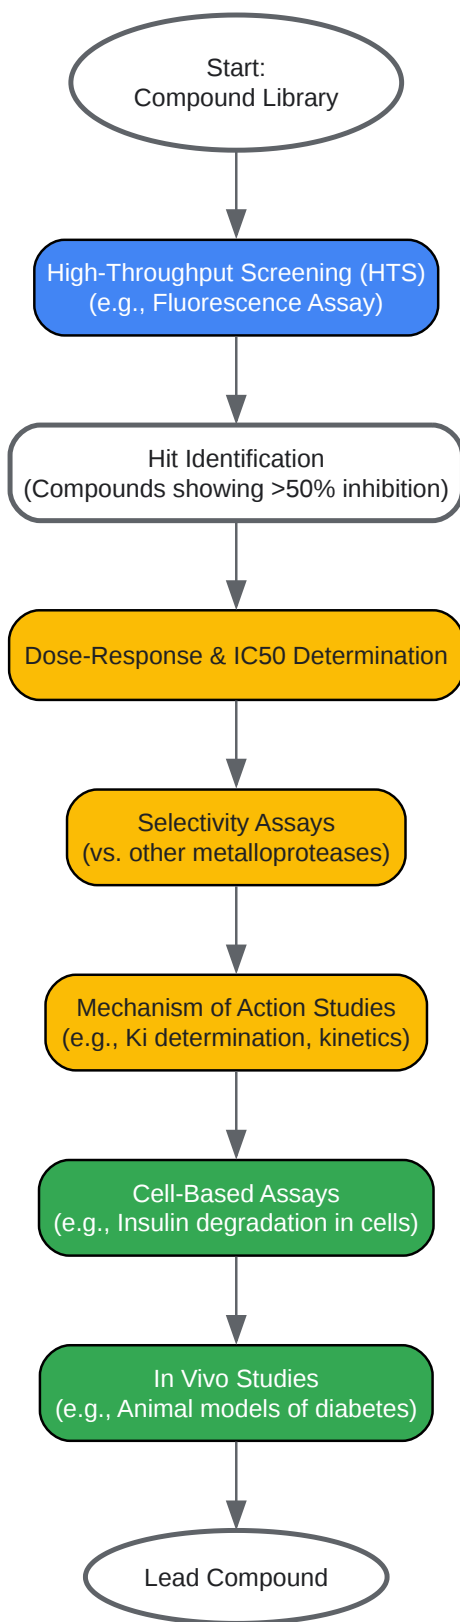 Start:
Compound Library
High-Throughput Screening (HTS)
(e.g., Fluorescence Assay)
Hit Identification
(Compounds showing >50% inhibition)
Dose-Response & IC50 Determination
Selectivity Assays
(vs. other metalloproteases)
Mechanism of Action Studies
(e.g., Ki determination, kinetics)
Cell-Based Assays
(e.g., Insulin degradation in cells)
In Vivo Studies
(e.g., Animal models of diabetes)
Lead Compound